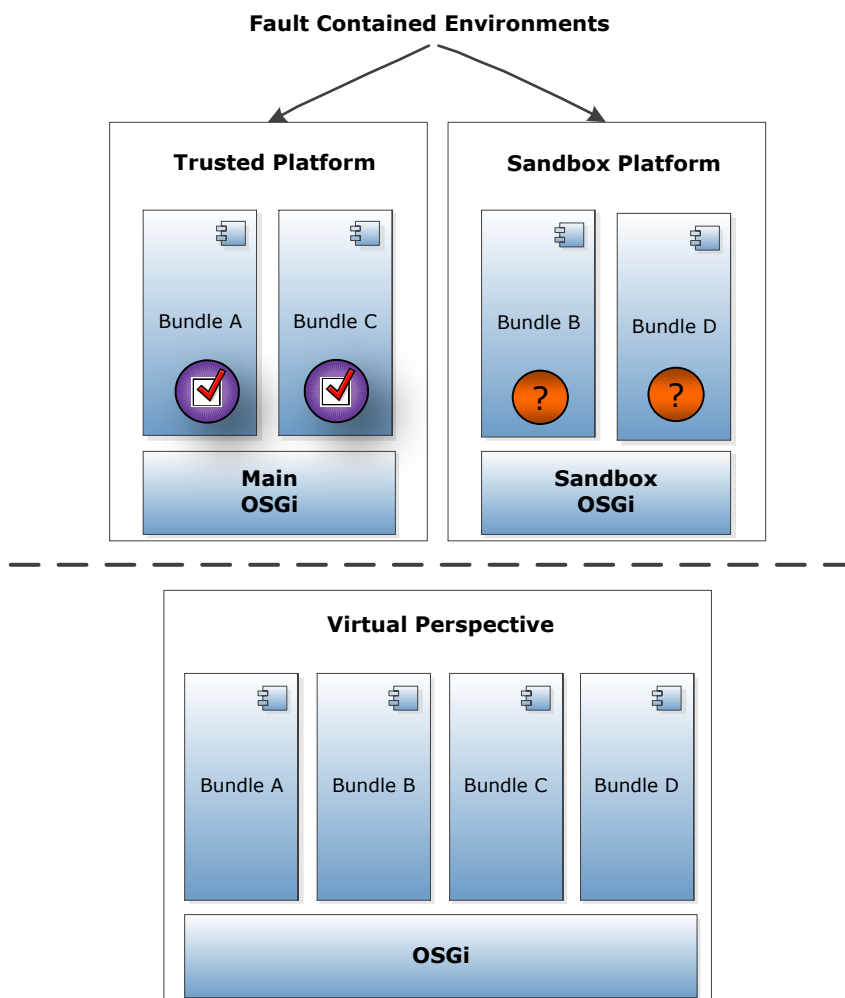 Fault Contained Environments
Trusted Platform
Sandbox Platform
Bundle A
Bundle C
Bundle B
Bundle D
?
?
Main
OSGi
Sandbox
OSGi
Virtual Perspective
Bundle A
Bundle B
Bundle C
Bundle D
OSGi